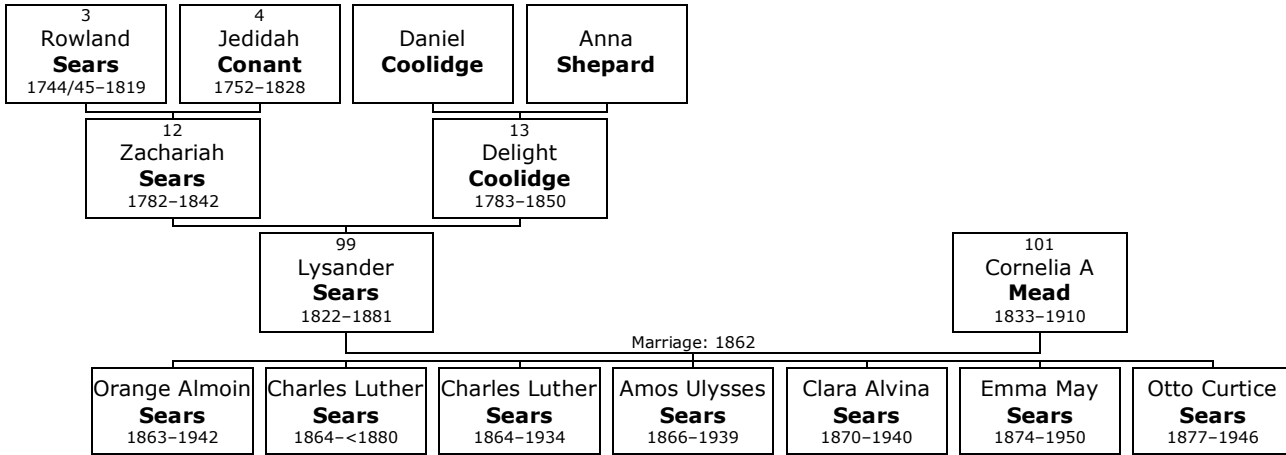 3
Rowland
Sears
1744/45–1819
4
Jedidah
Conant
1752–1828
Daniel
Coolidge
Anna
Shepard
12
Zachariah
Sears
1782–1842
13
Delight
Coolidge
1783–1850
99
Lysander
Sears
1822–1881
101
Cornelia A
Mead
1833–1910
Marriage: 1862
Orange Almoin
Sears
1863–1942
Charles Luther
Sears
1864–<1880
Charles Luther
Sears
1864–1934
Amos Ulysses
Sears
1866–1939
Clara Alvina
Sears
1870–1940
Emma May
Sears
1874–1950
Otto Curtice
Sears
1877–1946